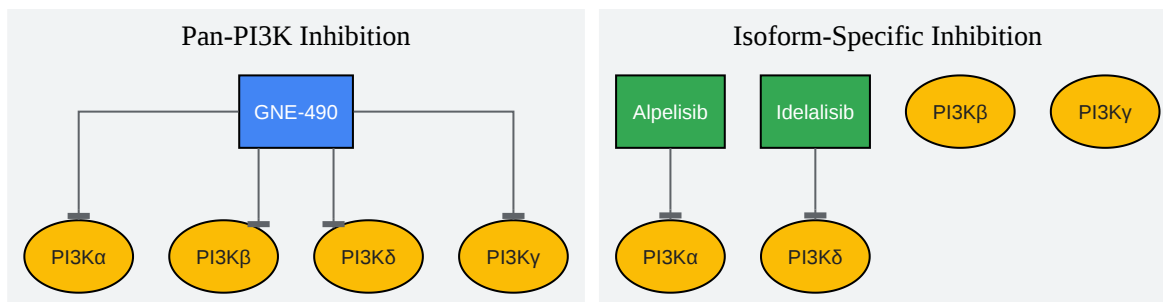 Pan-PI3K Inhibition
GNE-490
PI3Kα
PI3Kβ
PI3Kδ
PI3Kγ
Isoform-Specific Inhibition
Alpelisib
Idelalisib
PI3Kβ
PI3Kγ
PI3Kα
PI3Kδ